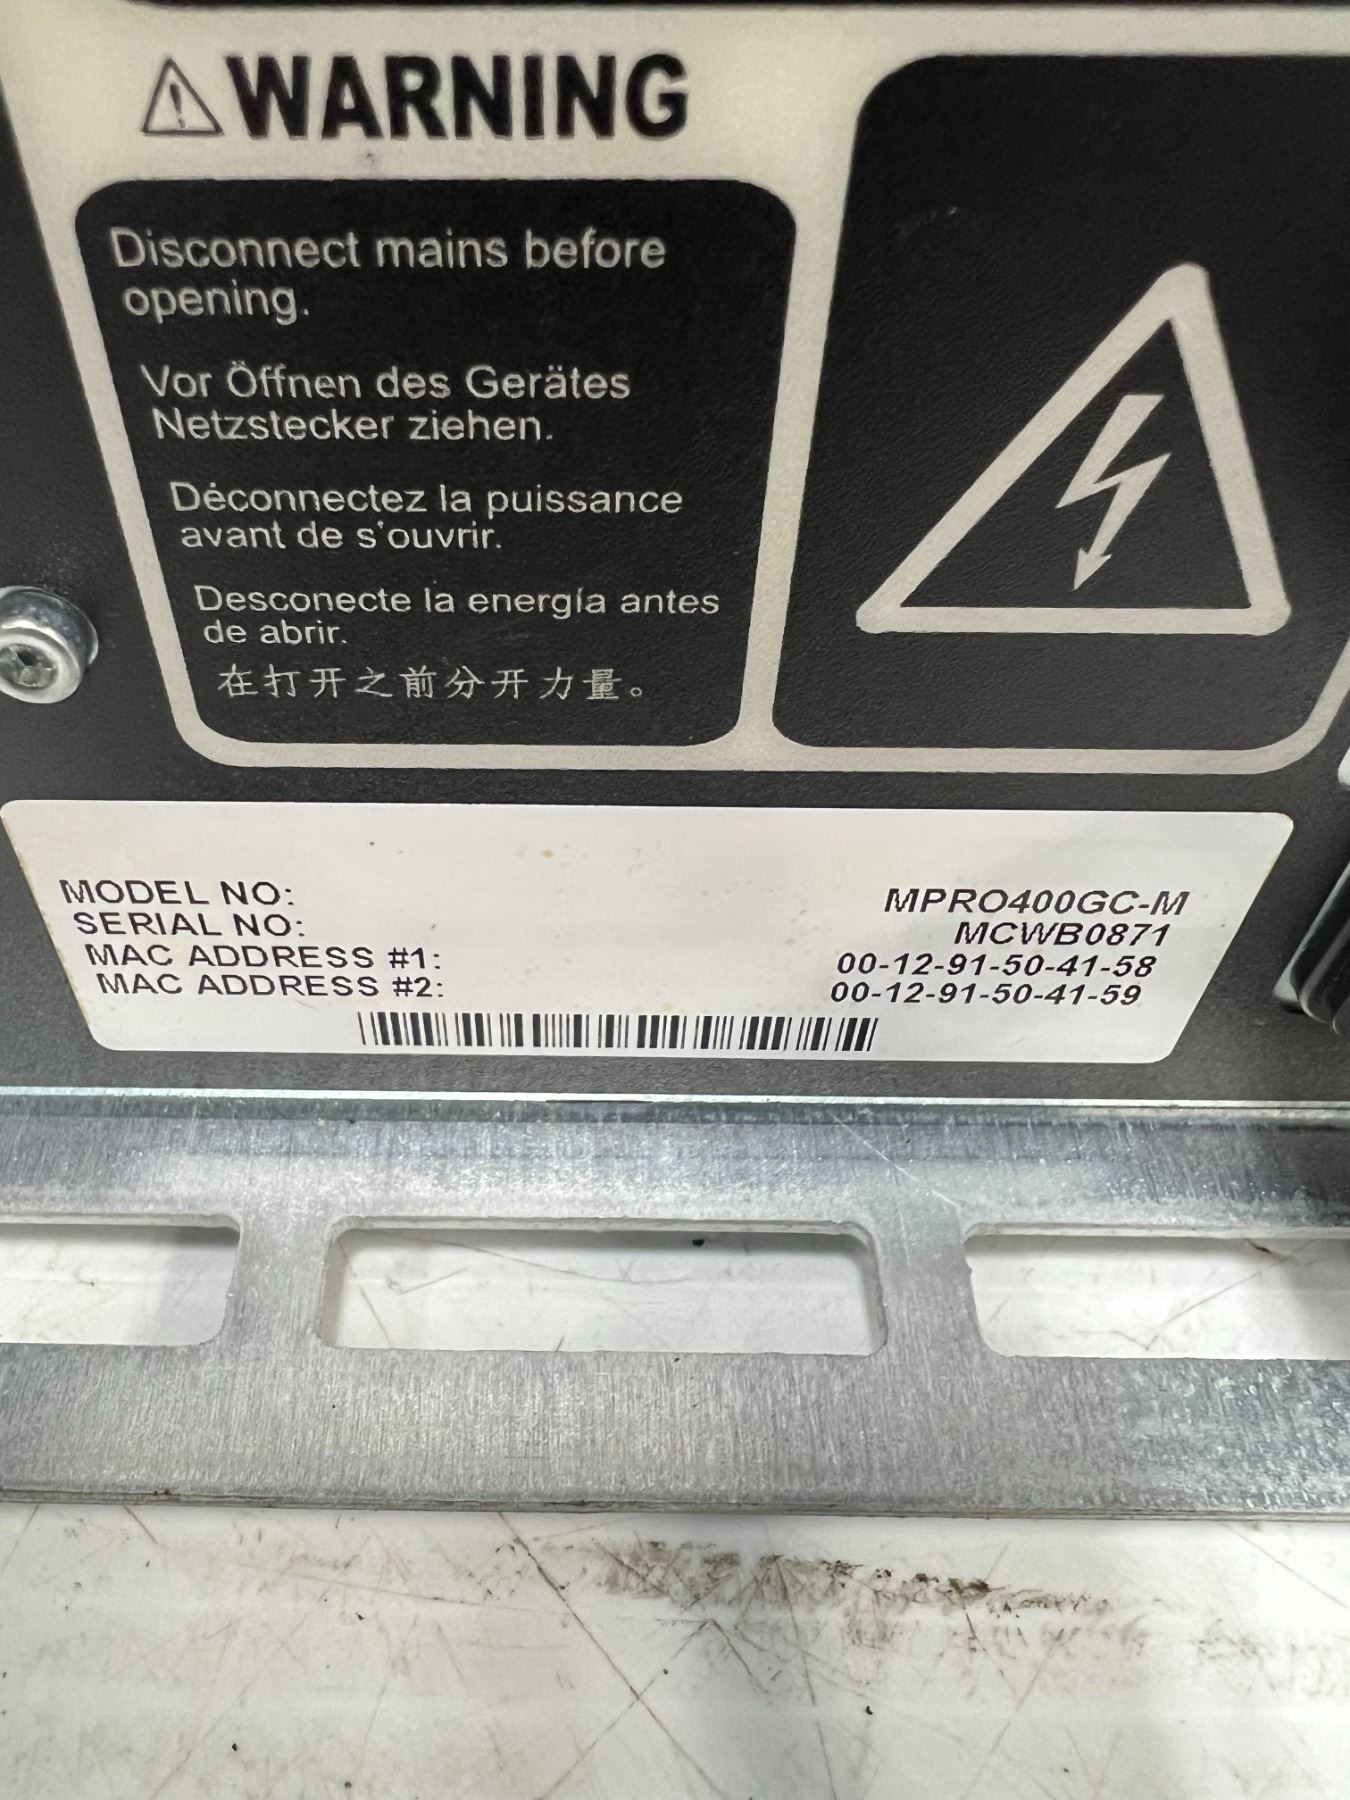 WARNING
Disconnect mains before
opening.
Vor Öffnen des Gerätes
Netzstecker ziehen.
Déconnectez la puissance
avant de s'ouvrir.
Desconecte la energía antes
de abrir.
在打开之前分开力量。
MODEL NO: MPRO400GC-M
SERIAL NO: MCWB0871
MAC ADDRESS #1: 00-12-91-50-41-58
MAC ADDRESS #2: 00-12-91-50-41-59